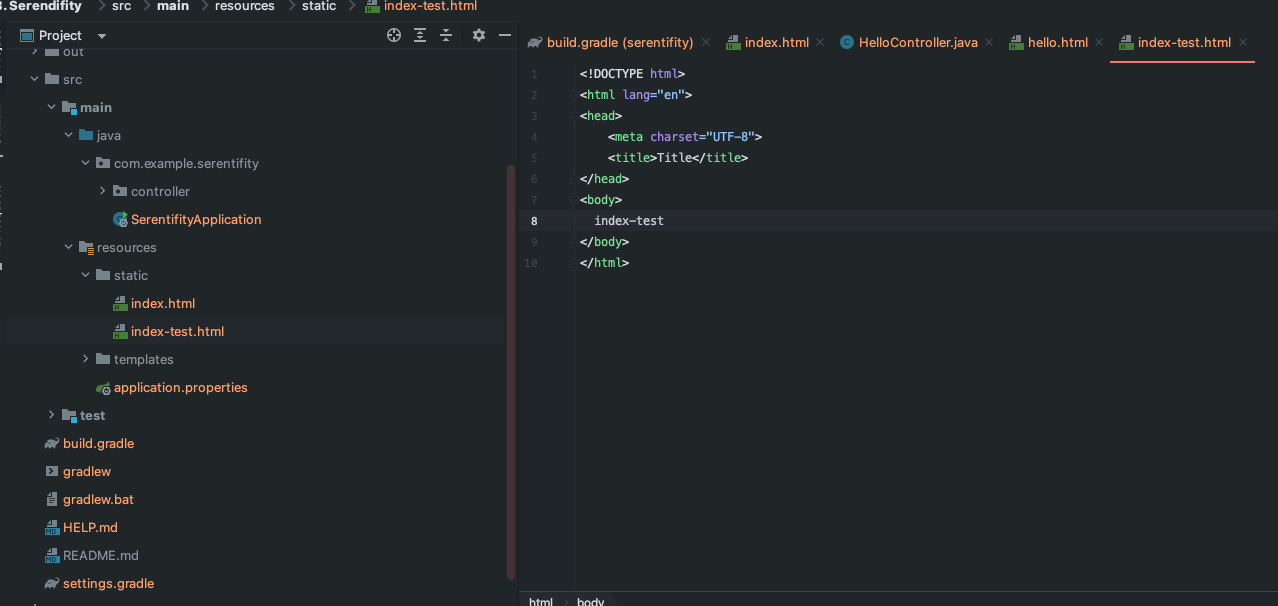 3.Serendifity src main resources static index-test.html
Project
build.gradle (serentifity) index.html HelloController.java hello.html index-test.html
out
src
main
java
com.example.serentifity
controller
SerentifityApplication
resources
static
index.html
index-test.html
templates
application.properties
test
build.gradle
gradlew
gradlew.bat
HELP.md
README.md
settings.gradle
1 <!DOCTYPE html>
2 <html lang="en">
3 <head>
4 <meta charset="UTF-8">
5 <title>Title</title>
6 </head>
7 <body>
8 index-test
9 </body>
10 </html>
html body